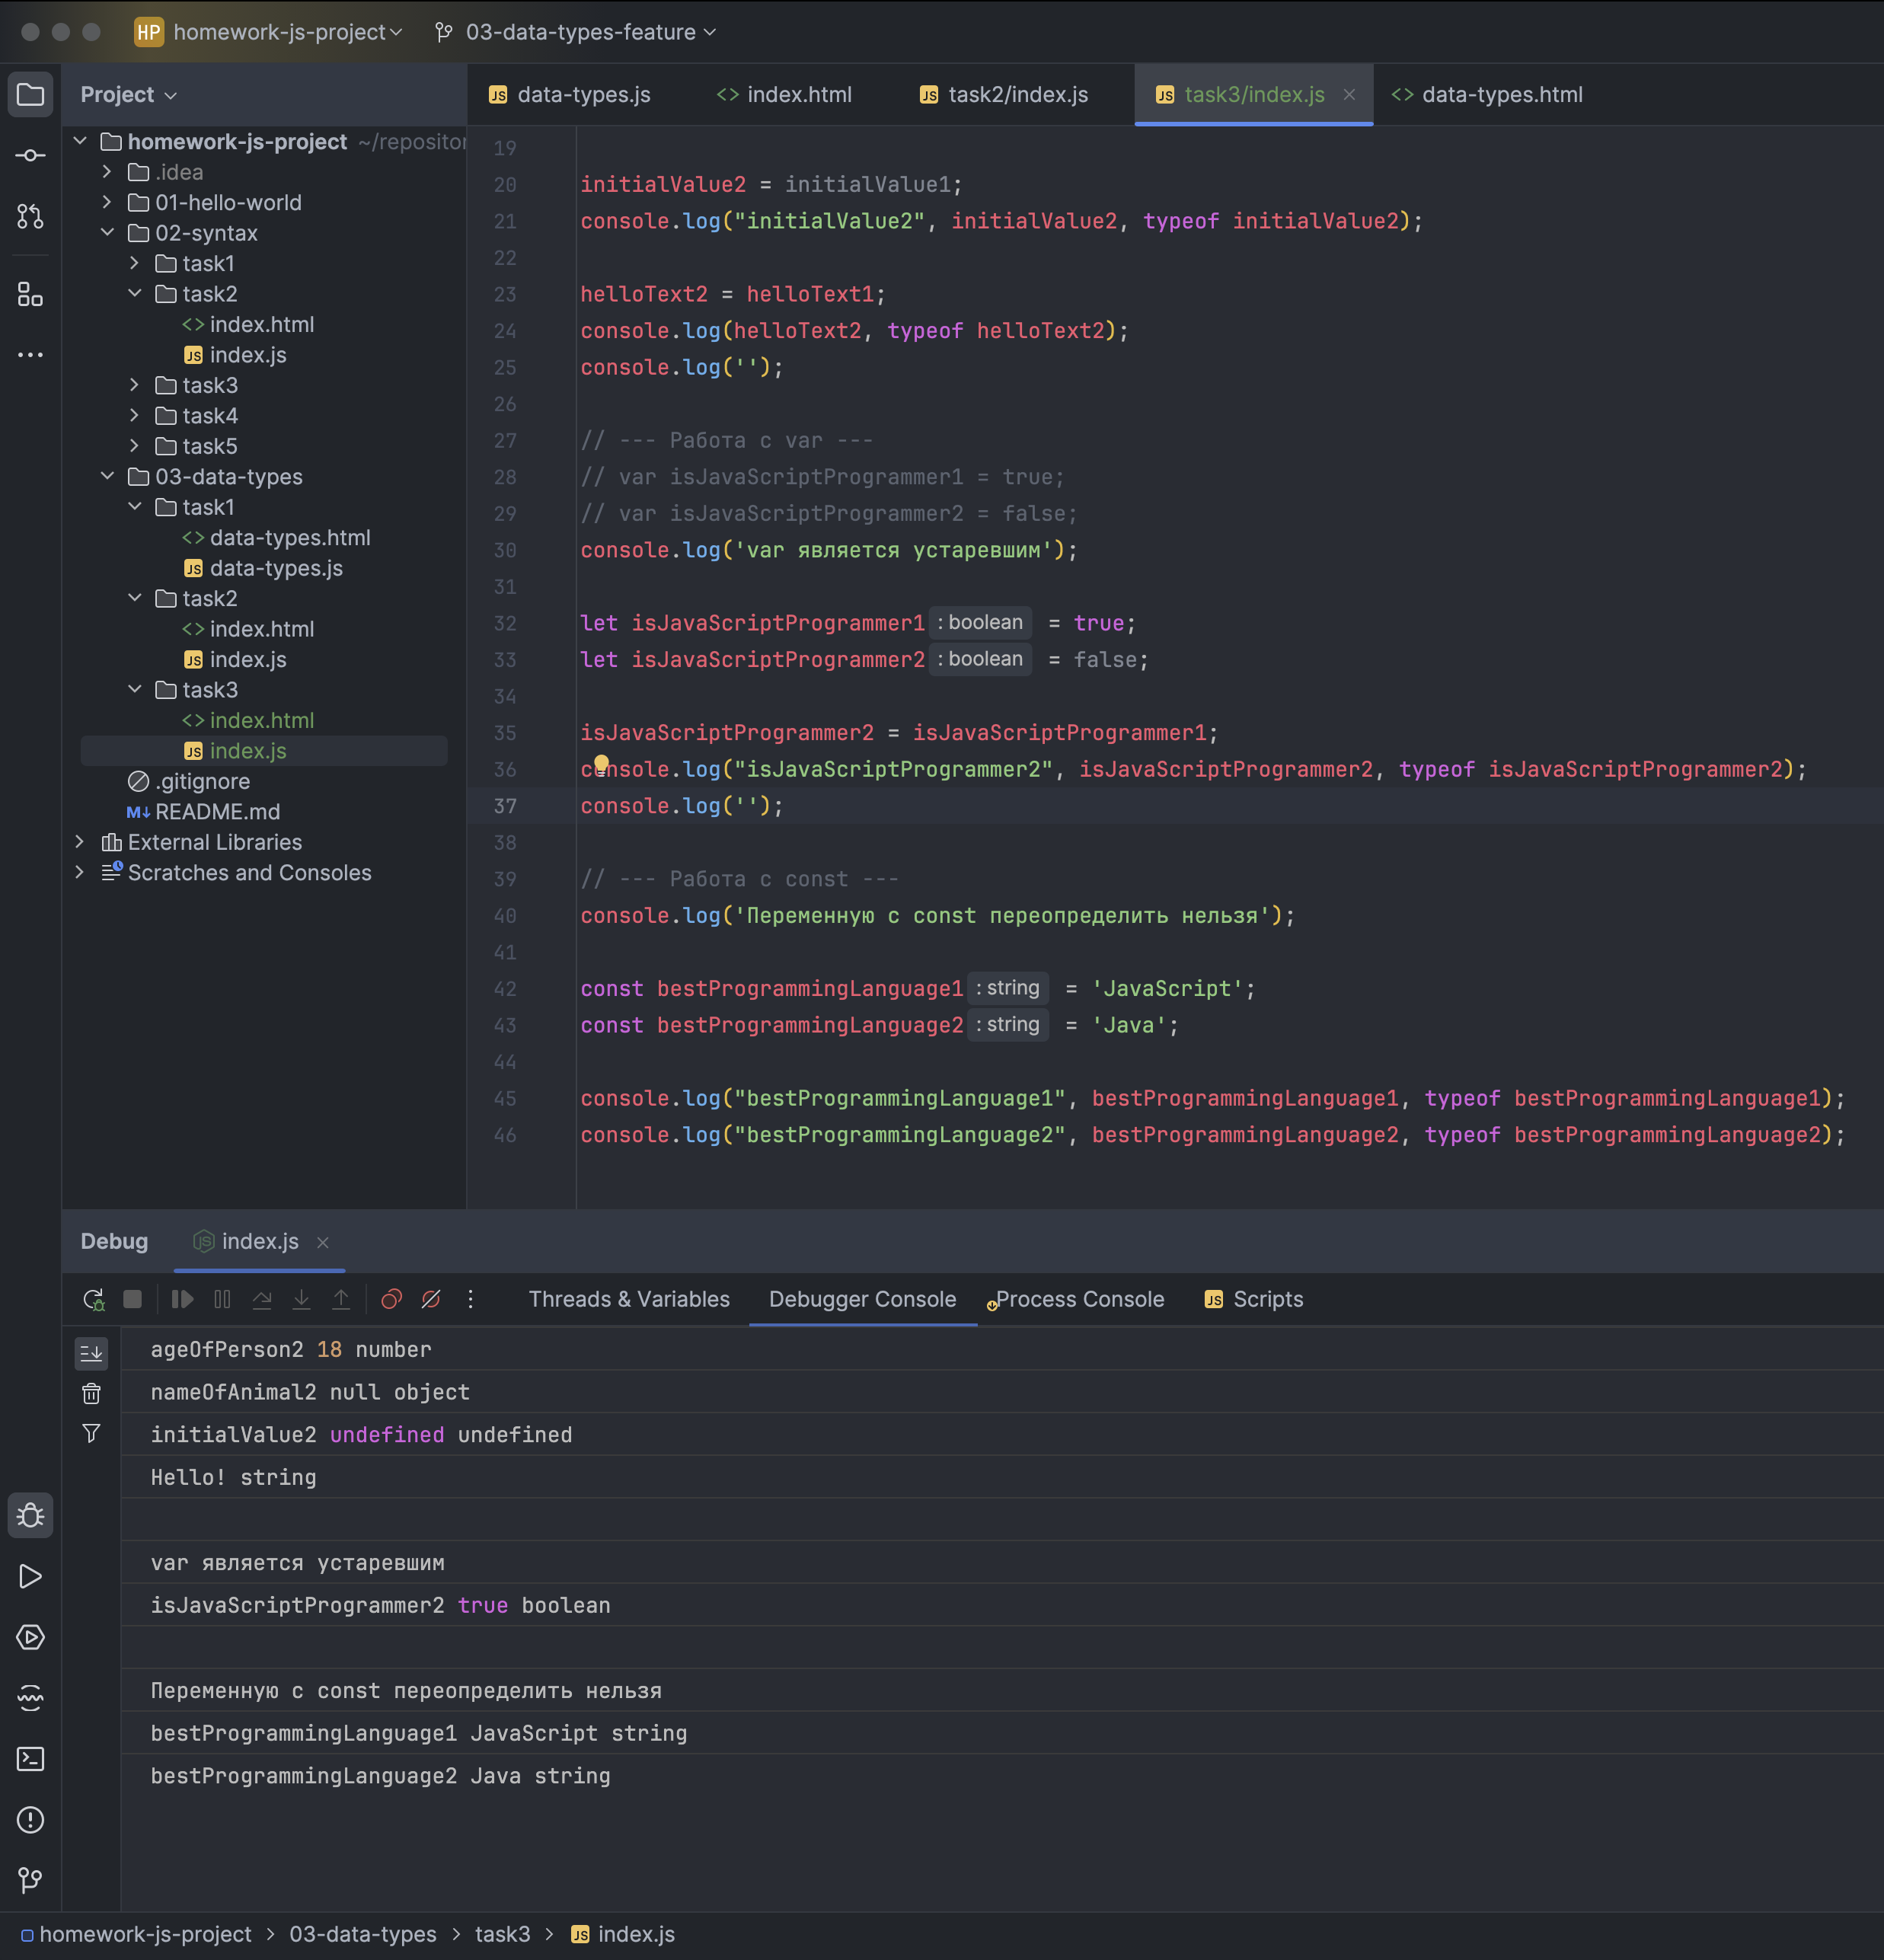 HP homework-js-project 03-data-types-feature
Project
data-types.js index.html task2/index.js task3/index.js data-types.html
homework-js-project ~/repositor
.idea
01-hello-world
02-syntax
task1
task2
index.html
index.js
task3
task4
task5
03-data-types
task1
data-types.html
data-types.js
task2
index.html
index.js
task3
index.html
index.js
.gitignore
README.md
External Libraries
Scratches and Consoles
19
20 initialValue2 = initialValue1;
21 console.log("initialValue2", initialValue2, typeof initialValue2);
22
23 helloText2 = helloText1;
24 console.log(helloText2, typeof helloText2);
25 console.log('');
26
27 // --- Работа с var ---
28 // var isJavaScriptProgrammer1 = true;
29 // var isJavaScriptProgrammer2 = false;
30 console.log('var является устаревшим');
31
32 let isJavaScriptProgrammer1 : boolean = true;
33 let isJavaScriptProgrammer2 : boolean = false;
34
35 isJavaScriptProgrammer2 = isJavaScriptProgrammer1;
36 console.log("isJavaScriptProgrammer2", isJavaScriptProgrammer2, typeof isJavaScriptProgrammer2);
37 console.log('');
38
39 // --- Работа с const ---
40 console.log('Переменную с const переопределить нельзя');
41
42 const bestProgrammingLanguage1 : string = 'JavaScript';
43 const bestProgrammingLanguage2 : string = 'Java';
44
45 console.log("bestProgrammingLanguage1", bestProgrammingLanguage1, typeof bestProgrammingLanguage1);
46 console.log("bestProgrammingLanguage2", bestProgrammingLanguage2, typeof bestProgrammingLanguage2);
Debug index.js
Threads & Variables Debugger Console Process Console Scripts
ageOfPerson2 18 number
nameOfAnimal2 null object
initialValue2 undefined undefined
Hello! string
var является устаревшим
isJavaScriptProgrammer2 true boolean
Переменную с const переопределить нельзя
bestProgrammingLanguage1 JavaScript string
bestProgrammingLanguage2 Java string
homework-js-project > 03-data-types > task3 > index.js